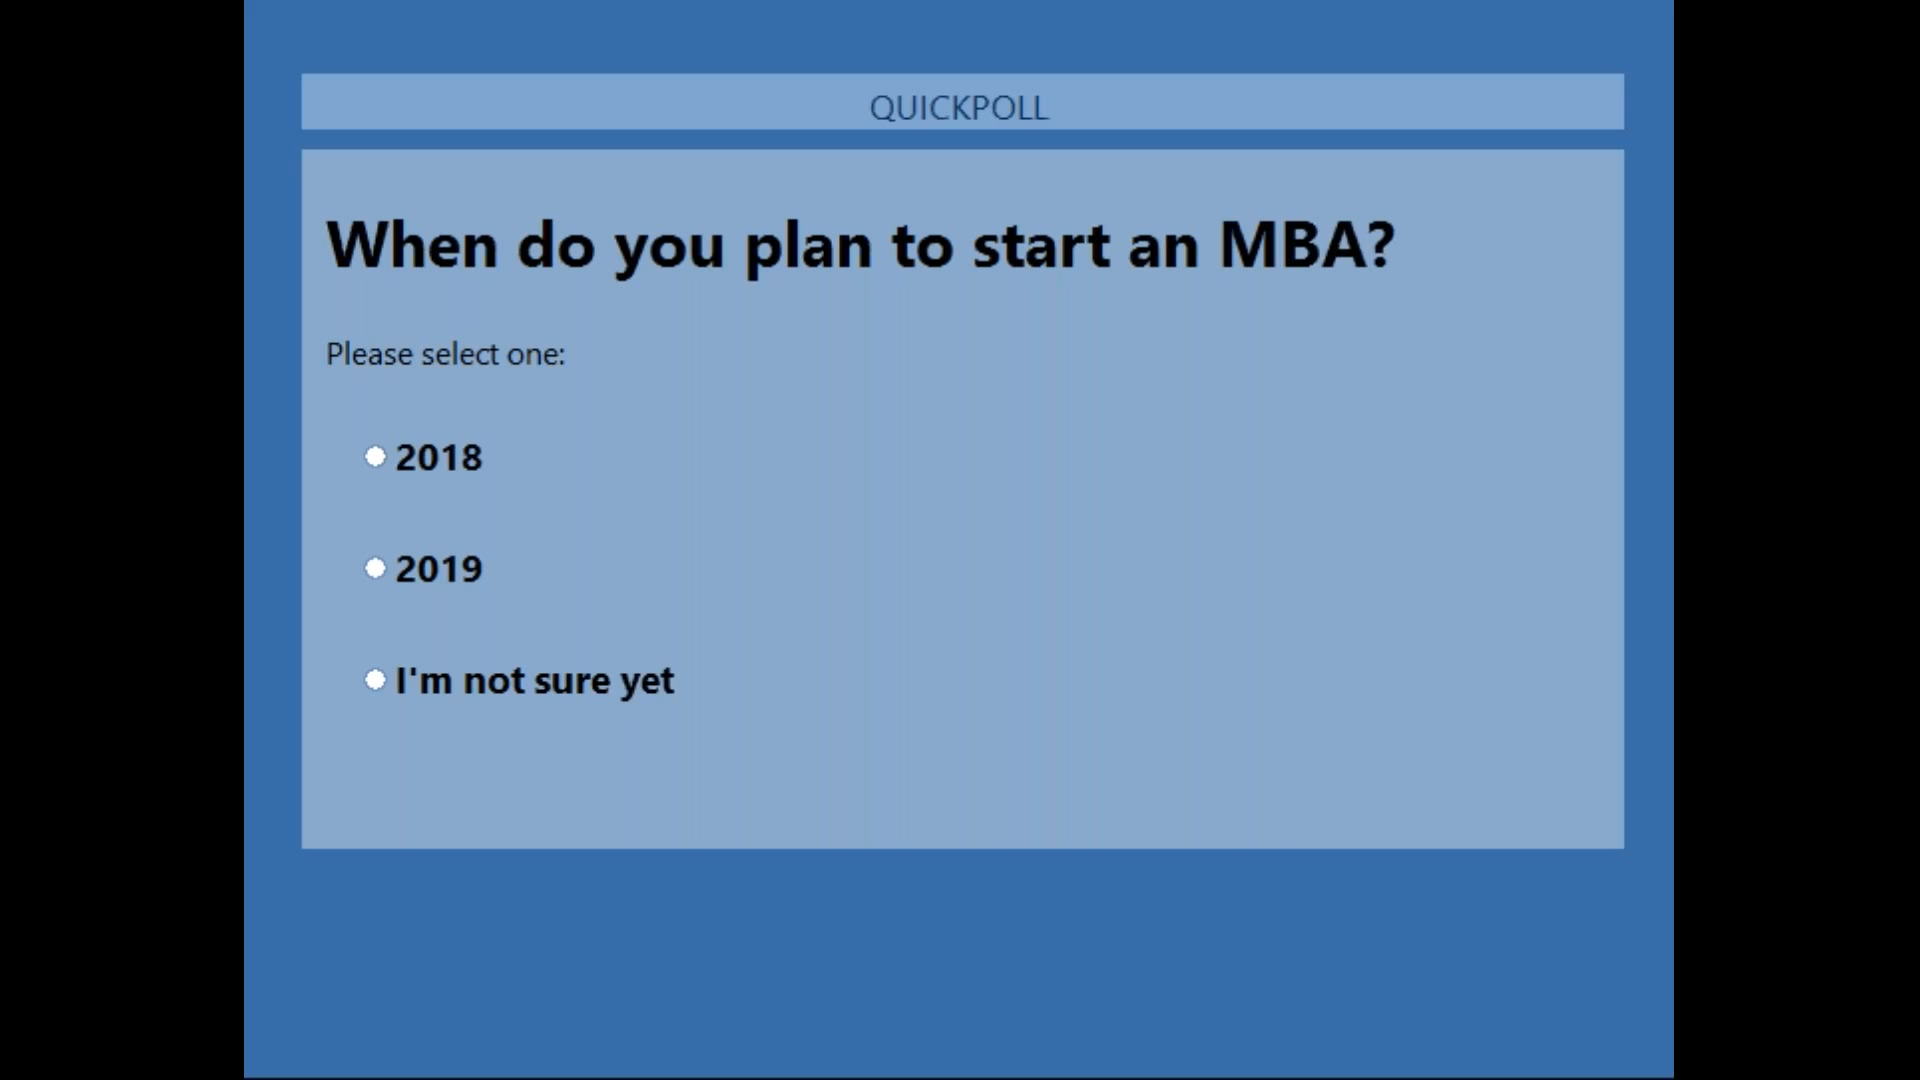 QUICKPOLL
When do you plan to start an MBA?
Please select one:
2018
2019
I'm not sure yet